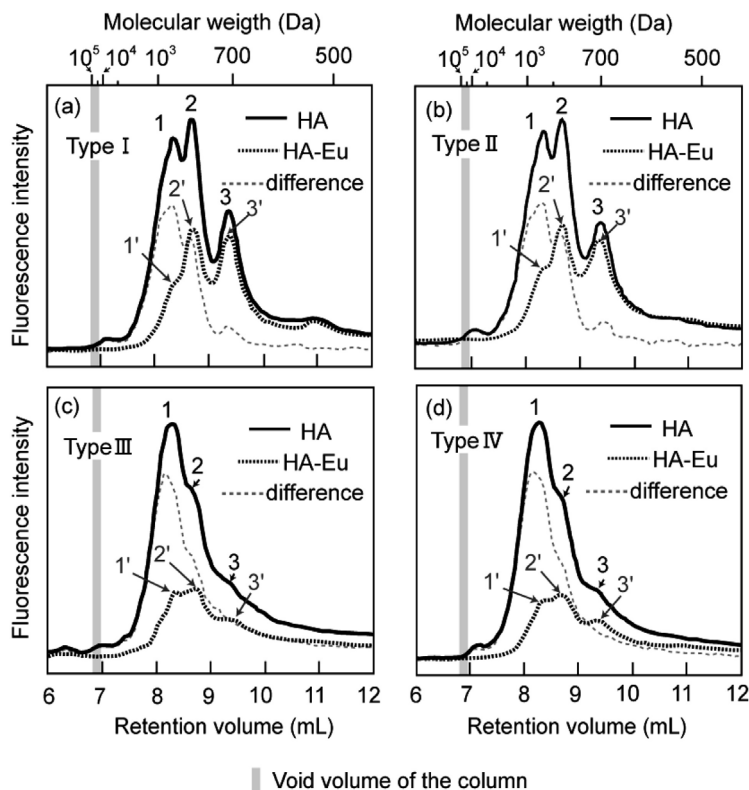 Molecular weigth (Da)
Molecular weigth (Da)
10⁵ 10⁴ 10³ 700 500
10⁵ 10⁴ 10³ 700 500
(a)
Type Ⅰ
1
2
3
1'
2'
3'
HA
HA-Eu
difference
(b)
Type Ⅱ
1
2
3
1'
2'
3'
HA
HA-Eu
difference
Fluorescence intensity
(c)
Type Ⅲ
1
2
3
1'
2'
3'
HA
HA-Eu
difference
(d)
Type Ⅳ
1
2
3
1'
2'
3'
HA
HA-Eu
difference
Fluorescence intensity
6 7 8 9 10 11 12
6 7 8 9 10 11 12
Retention volume (mL)
Retention volume (mL)
Void volume of the column